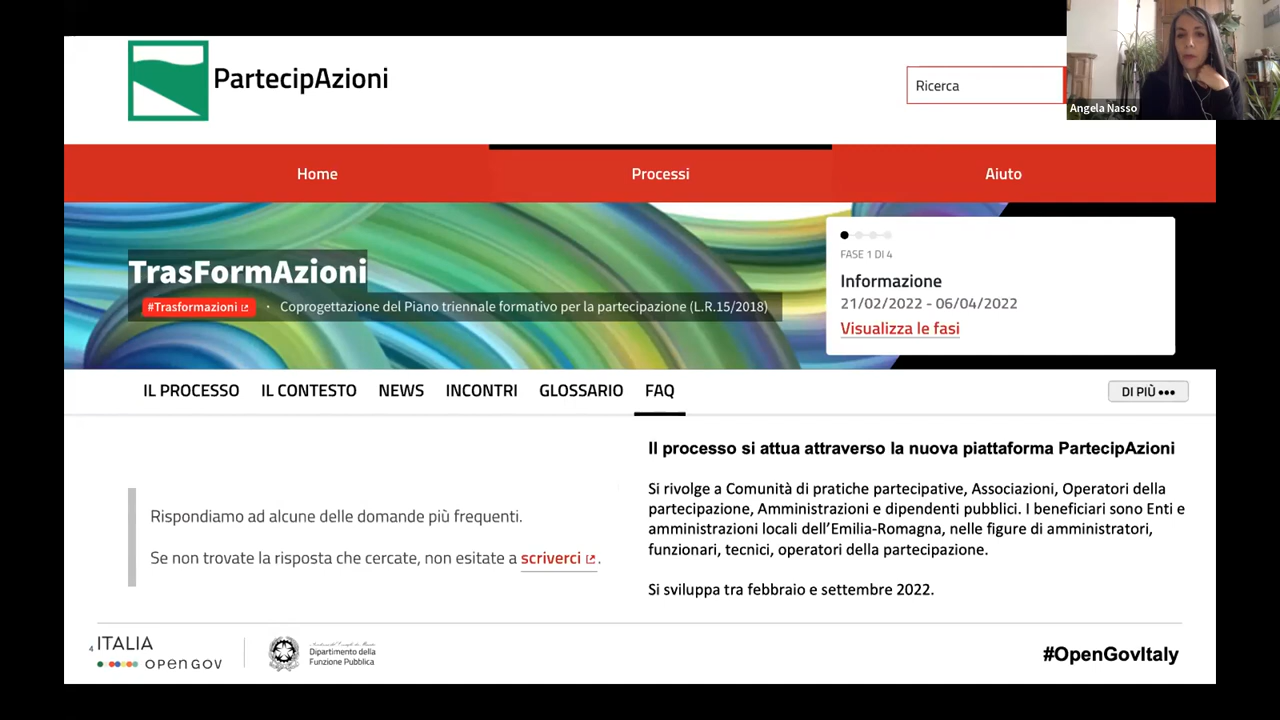 PartecipAzioni
Ricerca
Angela Nasso
Home
Processi
Aiuto
TrasFormAzioni
#Trasformazioni · Coprogettazione del Piano triennale formativo per la partecipazione (L.R.15/2018)
FASE 1 DI 4
Informazione
21/02/2022 - 06/04/2022
Visualizza le fasi
IL PROCESSO IL CONTESTO NEWS INCONTRI GLOSSARIO FAQ
DI PIÙ •••
Rispondiamo ad alcune delle domande più frequenti.
Se non trovate la risposta che cercate, non esitate a scriverci.
Il processo si attua attraverso la nuova piattaforma PartecipAzioni
Si rivolge a Comunità di pratiche partecipative, Associazioni, Operatori della
partecipazione, Amministrazioni e dipendenti pubblici. I beneficiari sono Enti e
amministrazioni locali dell'Emilia-Romagna, nelle figure di amministratori,
funzionari, tecnici, operatori della partecipazione.
Si sviluppa tra febbraio e settembre 2022.
4
ITALIA
OPEN GOV
Dipartimento della
Funzione Pubblica
#OpenGovItaly